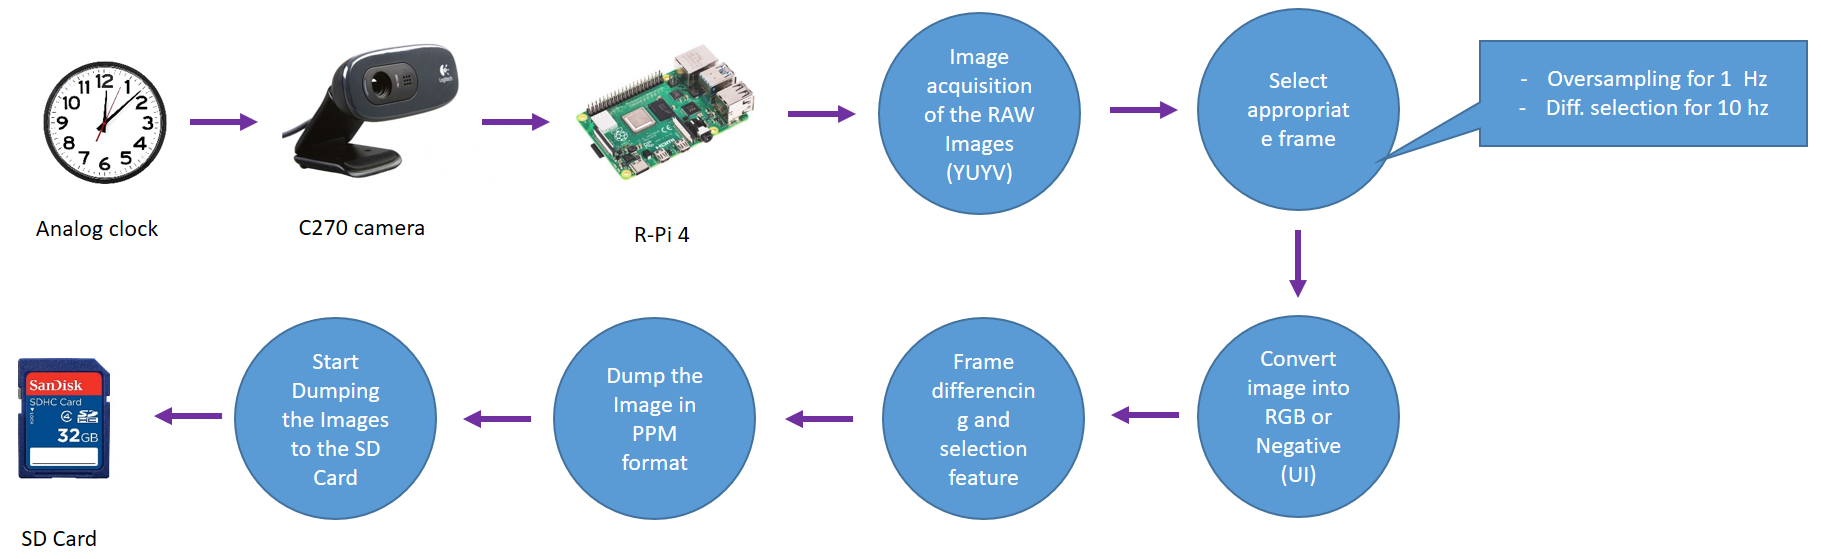 12
11
1
10
2
9
3
8
4
7
5
6
Analog clock
Logitech
C270 camera
R-Pi 4
Image
acquisition
of the RAW
Images
(YUYV)
Select
appropriat
e frame
- Oversampling for 1 Hz
- Diff. selection for 10 hz
Convert
image into
RGB or
Negative
(UI)
Frame
differencin
g and
selection
feature
Dump the
Image in
PPM
format
Start
Dumping
the Images
to the SD
Card
SanDisk
SDHC Card
4
32GB
SD Card